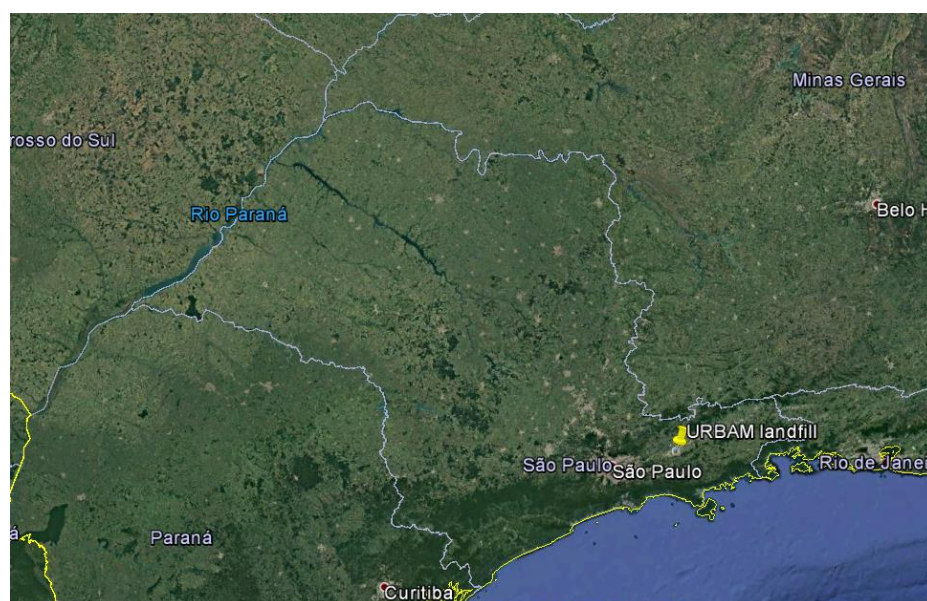 Minas Gerais
rosso do Sul
Belo H
Rio Paraná
URBAM landfill
São Paulo
São Paulo
Rio de Janei
á
Paraná
Curitiba